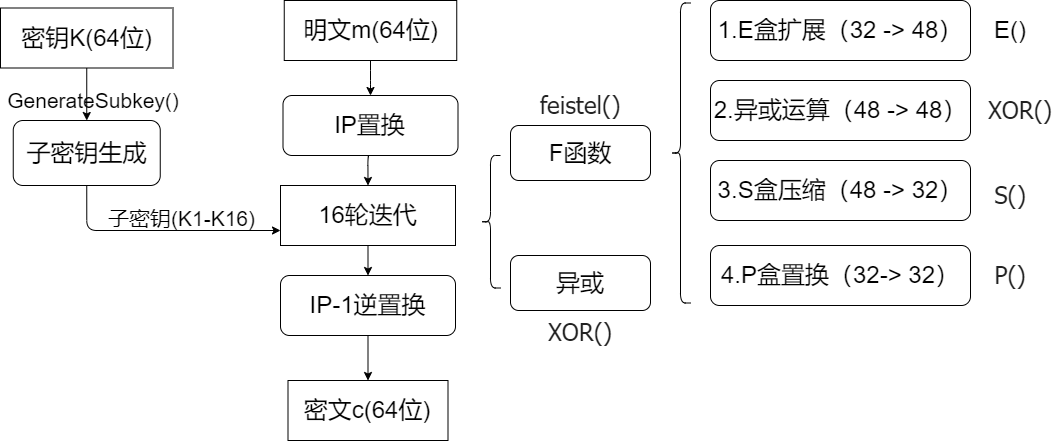 密钥K(64位)
GenerateSubkey()
子密钥生成
子密钥(K1-K16)
明文m(64位)
IP置换
16轮迭代
IP-1逆置换
密文c(64位)
feistel()
F函数
异或
XOR()
1.E盒扩展（32 -> 48）
E()
2.异或运算（48 -> 48）
XOR()
3.S盒压缩（48 -> 32）
S()
4.P盒置换（32-> 32）
P()